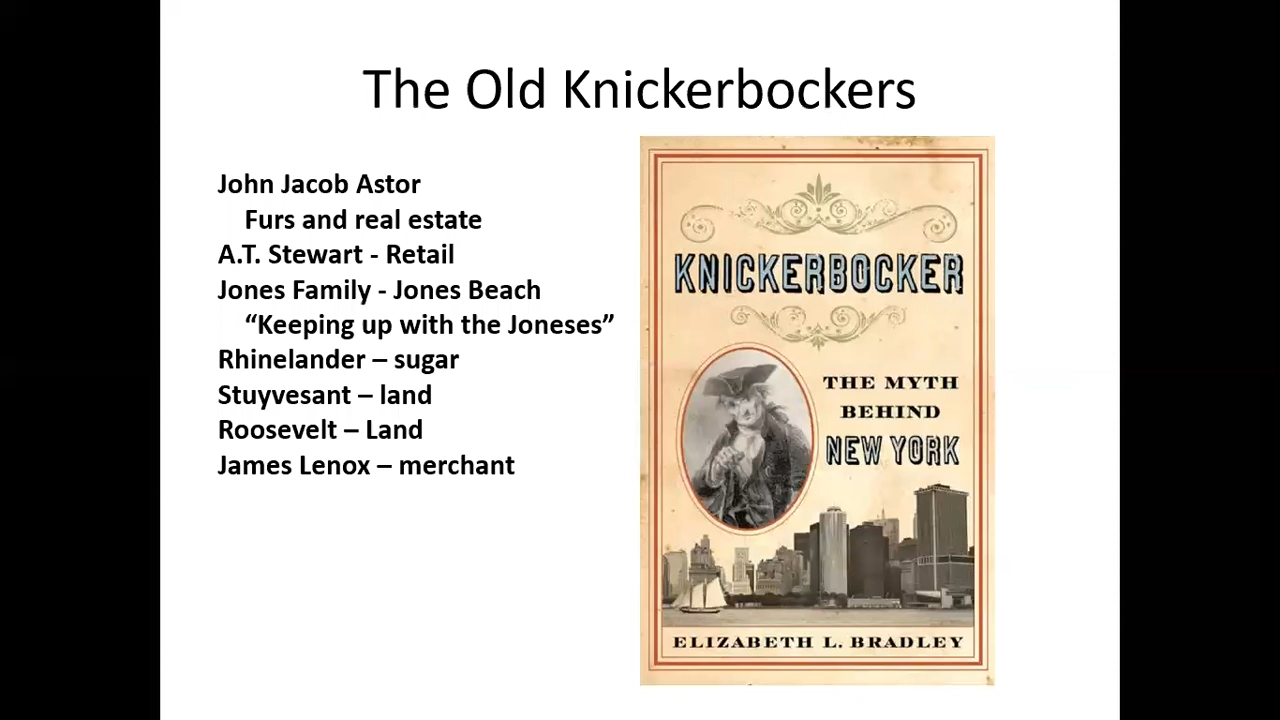 The Old Knickerbockers
John Jacob Astor
Furs and real estate
A.T. Stewart - Retail
Jones Family - Jones Beach
“Keeping up with the Joneses”
Rhinelander – sugar
Stuyvesant – land
Roosevelt – Land
James Lenox – merchant
KNICKERBOCKER
THE MYTH
BEHIND
NEW YORK
ELIZABETH L. BRADLEY